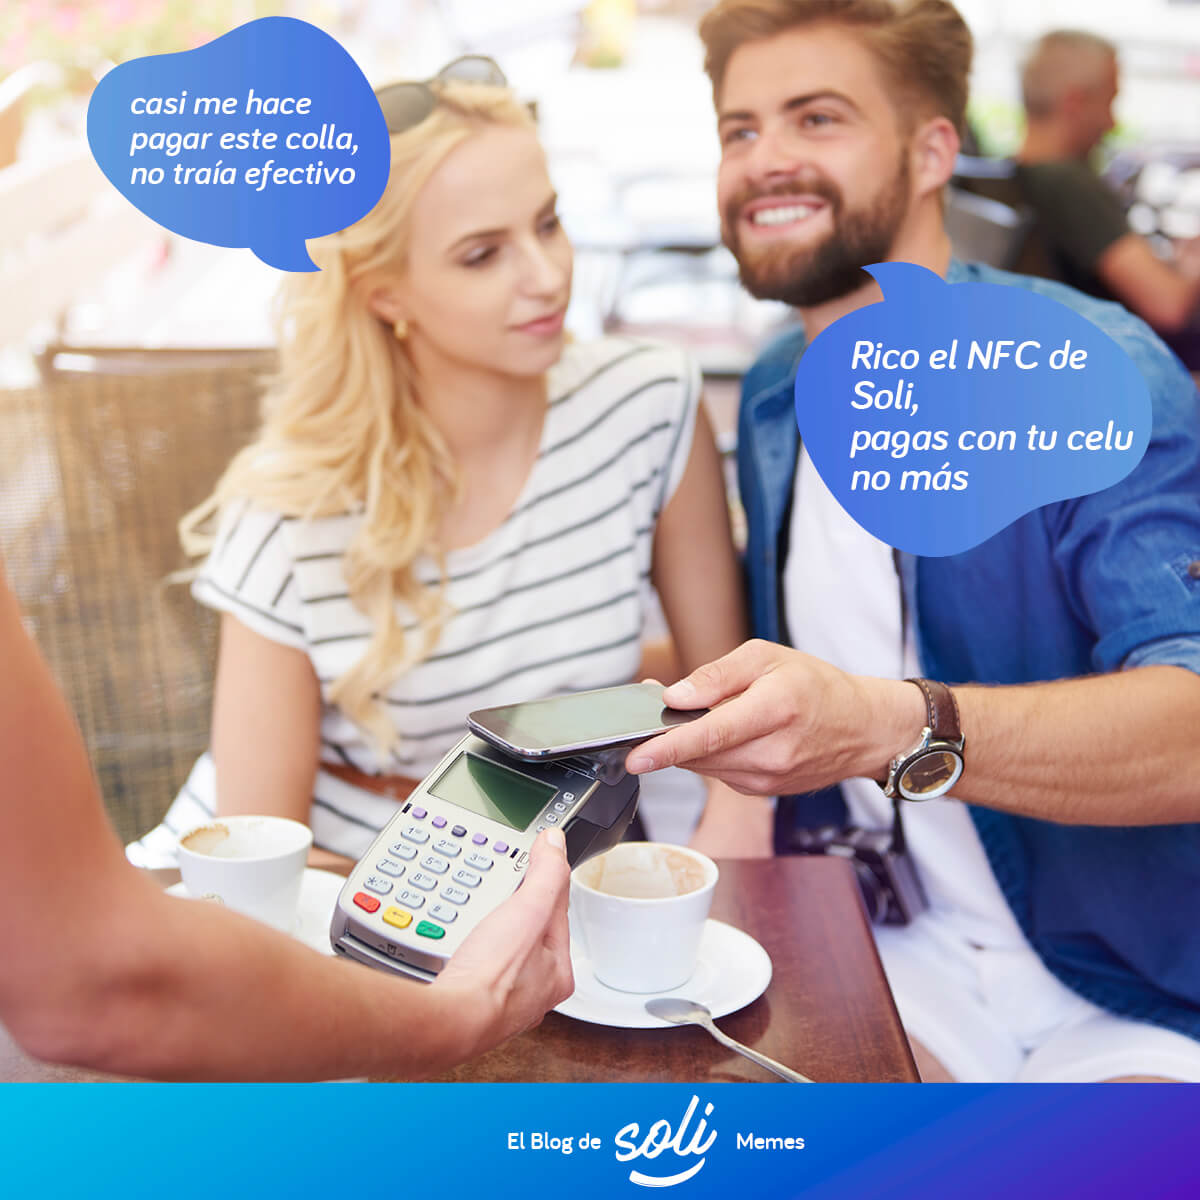 casi me hace
pagar este colla,
no traía efectivo
Rico el NFC de
Soli,
pagas con tu celu
no más
El Blog de soli Memes